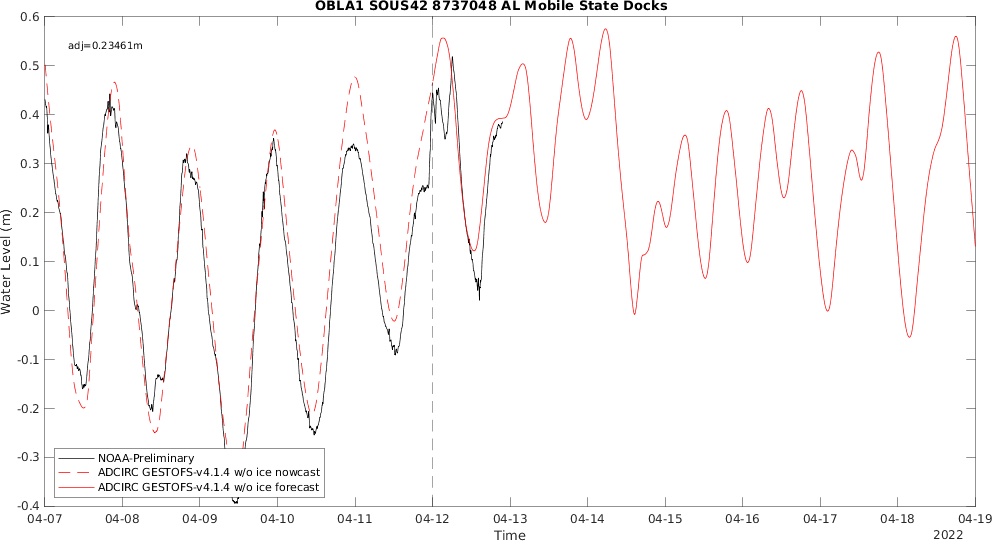 OBLA1 SOUS42 8737048 AL Mobile State Docks
adj=0.23461m
0.6
0.5
0.4
0.3
0.2
0.1
0
-0.1
-0.2
-0.3
-0.4
Water Level (m)
NOAA-Preliminary
ADCIRC GESTOFS-v4.1.4 w/o ice nowcast
ADCIRC GESTOFS-v4.1.4 w/o ice forecast
04-07 04-08 04-09 04-10 04-11 04-12 04-13 04-14 04-15 04-16 04-17 04-18 04-19
Time
2022